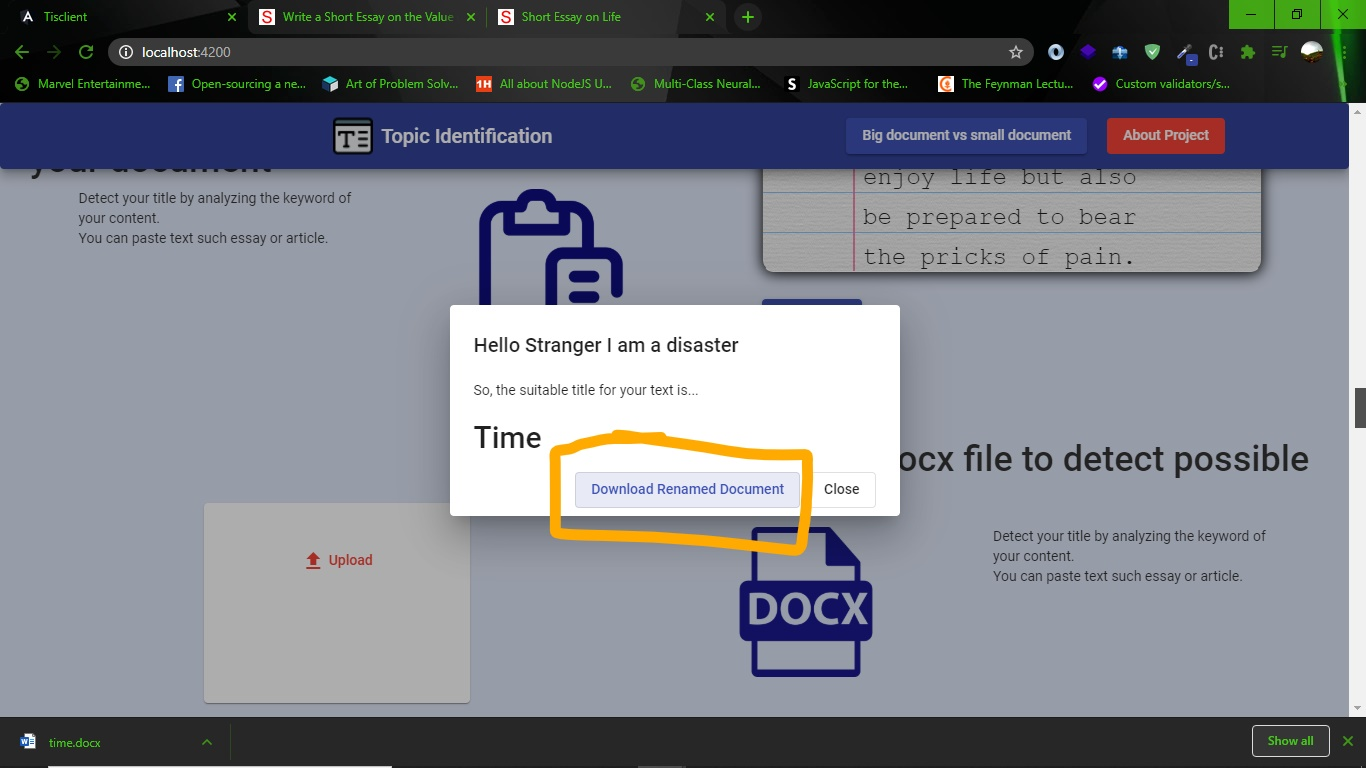 Tisclient
Write a Short Essay on the Value
Short Essay on Life
localhost:4200
Marvel Entertainme...
Open-sourcing a ne...
Art of Problem Solv...
1H
All about NodeJS U...
Multi-Class Neural...
JavaScript for the...
The Feynman Lectu...
Custom validators/s...
Topic Identification
Big document vs small document
About Project
your document
Detect your title by analyzing the keyword of
your content.
You can paste text such essay or article.
enjoy life but also
be prepared to bear
the pricks of pain.
Hello Stranger I am a disaster
So, the suitable title for your text is...
Time
Download Renamed Document
Close
ocx file to detect possible
Upload
DOCX
Detect your title by analyzing the keyword of
your content.
You can paste text such essay or article.
time.docx
Show all